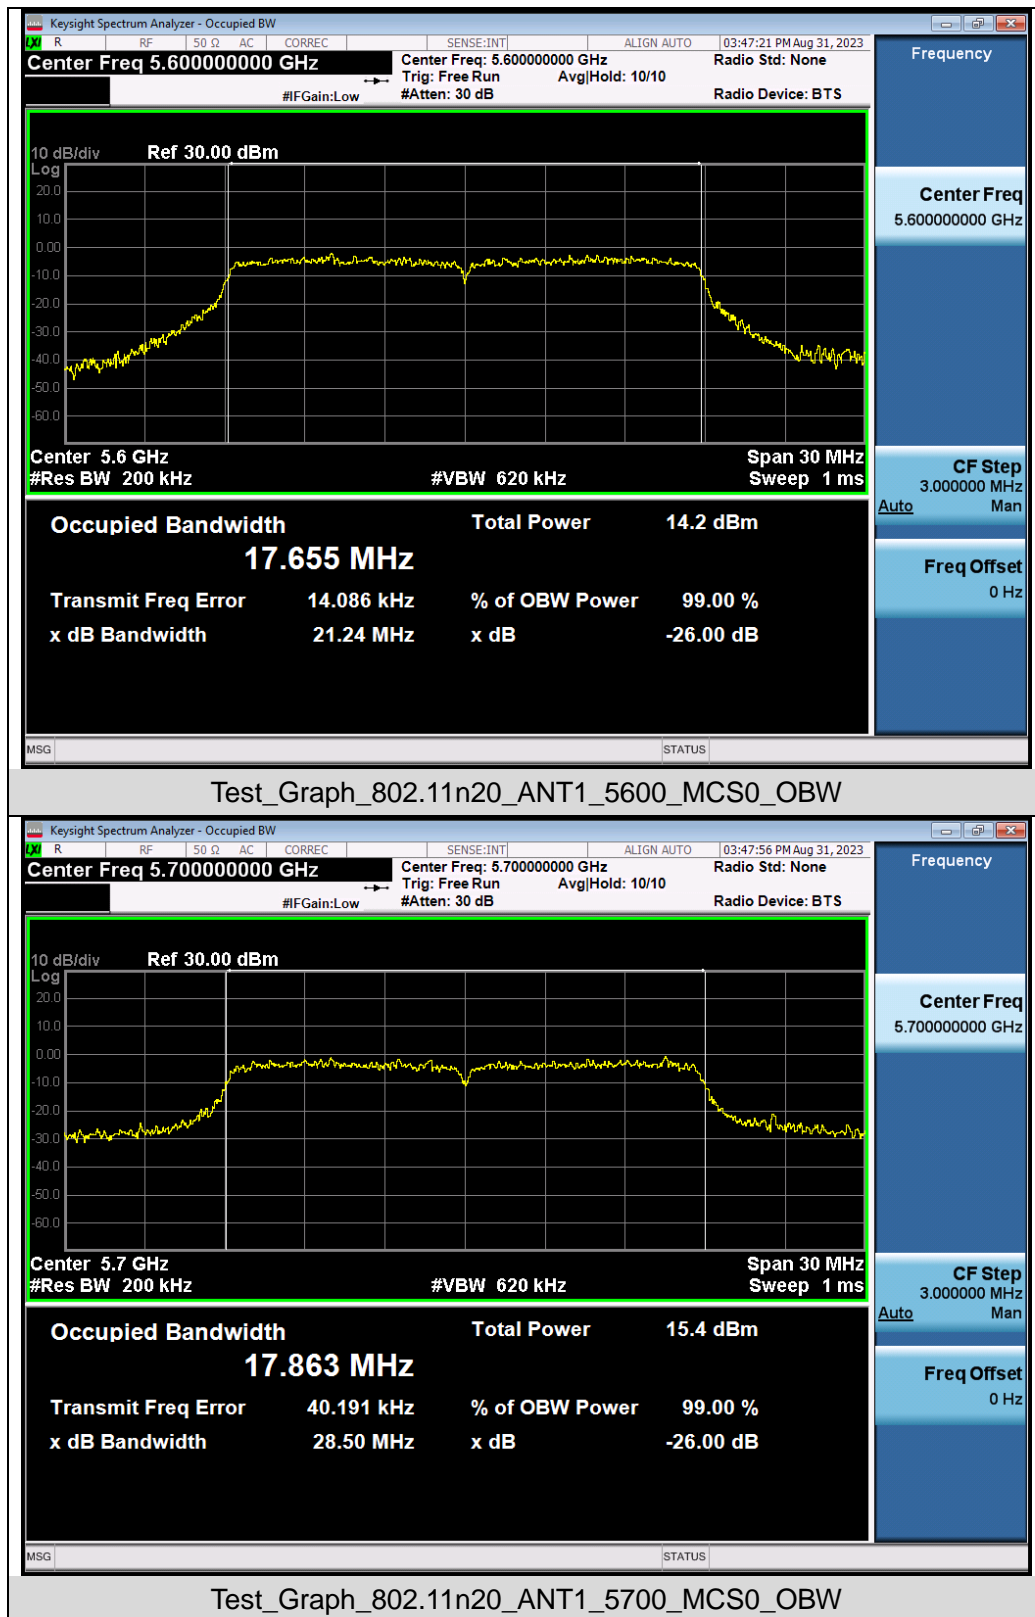 Keysight Spectrum Analyzer - Occupied BW
LXI R RF 50 Ω AC CORREC SENSE:INT ALIGN AUTO 03:47:21 PM Aug 31, 2023
Center Freq 5.600000000 GHz
Center Freq: 5.600000000 GHz
Radio Std: None
Trig: Free Run Avg|Hold: 10/10
#IFGain:Low
#Atten: 30 dB
Radio Device: BTS
10 dB/div Ref 30.00 dBm
Log
20.0
10.0
0.00
-10.0
-20.0
-30.0
-40.0
-50.0
-60.0
Center 5.6 GHz Span 30 MHz
#Res BW 200 kHz #VBW 620 kHz Sweep 1 ms
Occupied Bandwidth Total Power 14.2 dBm
17.655 MHz
Transmit Freq Error 14.086 kHz % of OBW Power 99.00 %
x dB Bandwidth 21.24 MHz x dB -26.00 dB
MSG STATUS
Frequency
Center Freq
5.600000000 GHz
CF Step
3.000000 MHz
Auto Man
Freq Offset
0 Hz
Test_Graph_802.11n20_ANT1_5600_MCS0_OBW
Keysight Spectrum Analyzer - Occupied BW
LXI R RF 50 Ω AC CORREC SENSE:INT ALIGN AUTO 03:47:56 PM Aug 31, 2023
Center Freq 5.700000000 GHz
Center Freq: 5.700000000 GHz
Radio Std: None
Trig: Free Run Avg|Hold: 10/10
#IFGain:Low
#Atten: 30 dB
Radio Device: BTS
10 dB/div Ref 30.00 dBm
Log
20.0
10.0
0.00
-10.0
-20.0
-30.0
-40.0
-50.0
-60.0
Center 5.7 GHz Span 30 MHz
#Res BW 200 kHz #VBW 620 kHz Sweep 1 ms
Occupied Bandwidth Total Power 15.4 dBm
17.863 MHz
Transmit Freq Error 40.191 kHz % of OBW Power 99.00 %
x dB Bandwidth 28.50 MHz x dB -26.00 dB
MSG STATUS
Frequency
Center Freq
5.700000000 GHz
CF Step
3.000000 MHz
Auto Man
Freq Offset
0 Hz
Test_Graph_802.11n20_ANT1_5700_MCS0_OBW